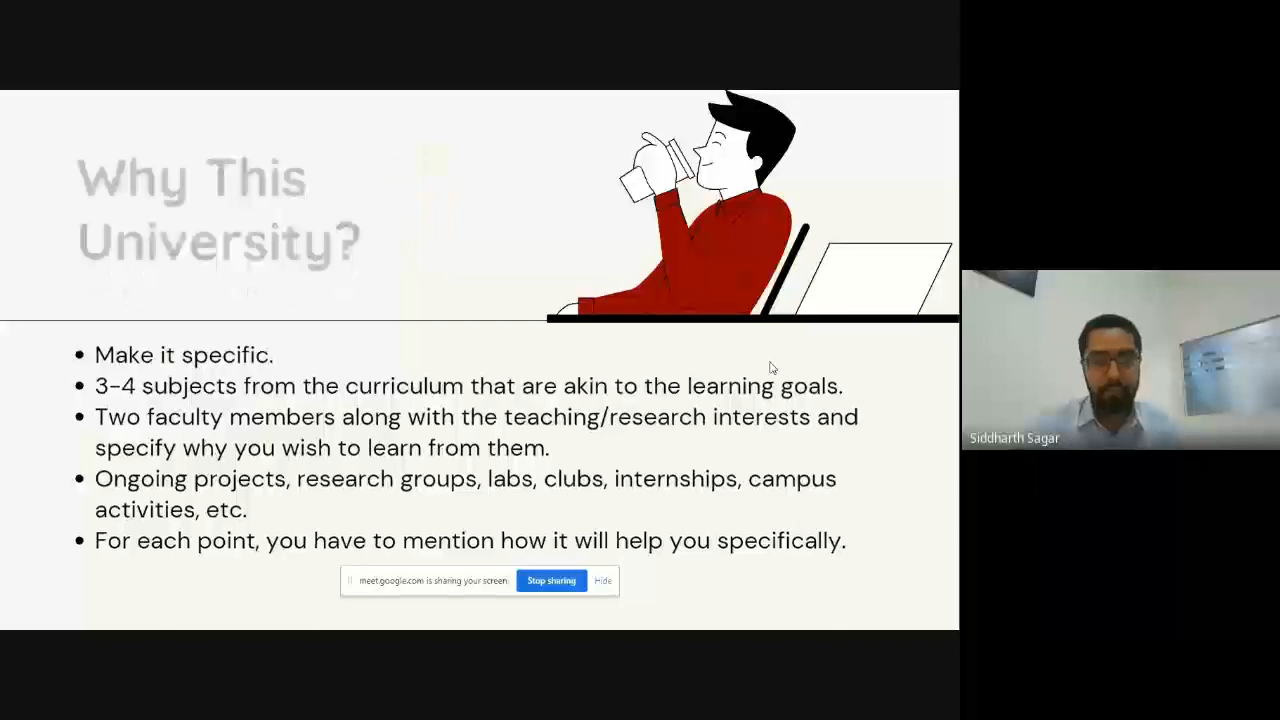 Why This
University?
• Make it specific.
• 3-4 subjects from the curriculum that are akin to the learning goals.
• Two faculty members along with the teaching/research interests and
specify why you wish to learn from them.
• Ongoing projects, research groups, labs, clubs, internships, campus
activities, etc.
• For each point, you have to mention how it will help you specifically.
meet.google.com is sharing your screen. Stop sharing Hide
Siddharth Sagar